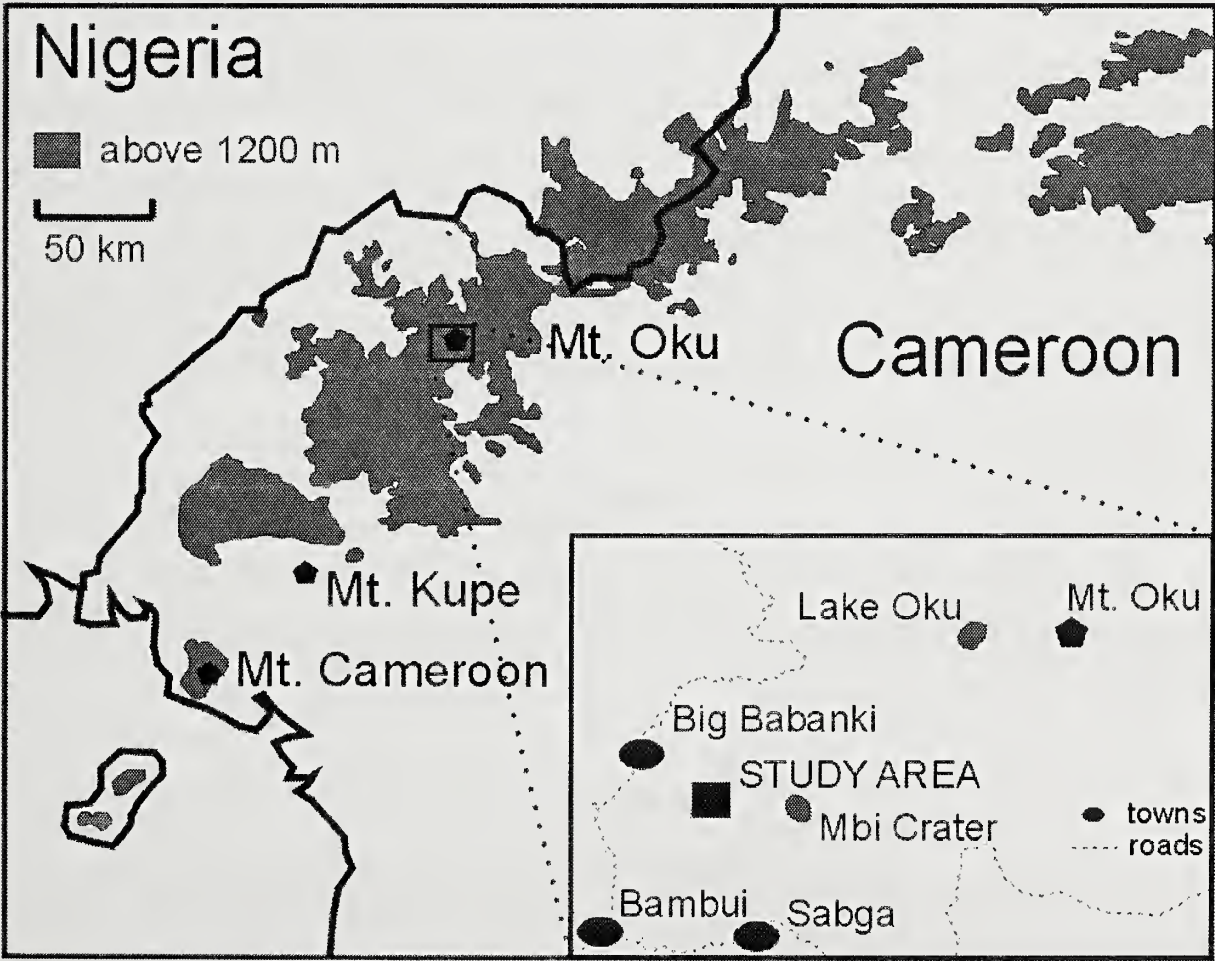 Nigeria
above 1200 m
50 km
Mt. Oku
Cameroon
Mt. Kupe
Mt. Cameroon
Lake Oku
Mt. Oku
Big Babanki
STUDY AREA
Mbi Crater
towns
roads
Bambui
Sabga